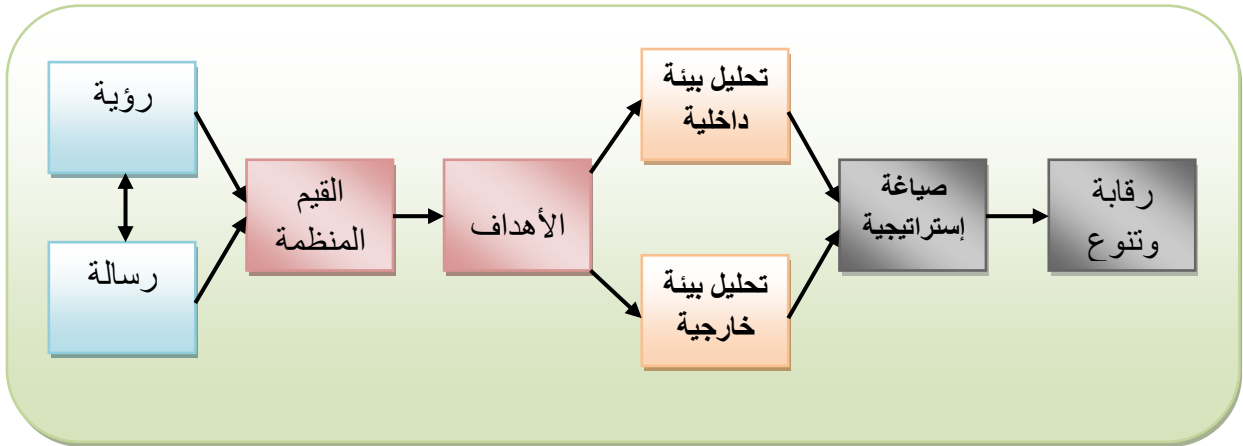 رؤية
رسالة
القيم
المنظمة
الأهداف
تحليل بيئة
داخلية
تحليل بيئة
خارجية
صياغة
إستراتيجية
رقابة
وتنوع